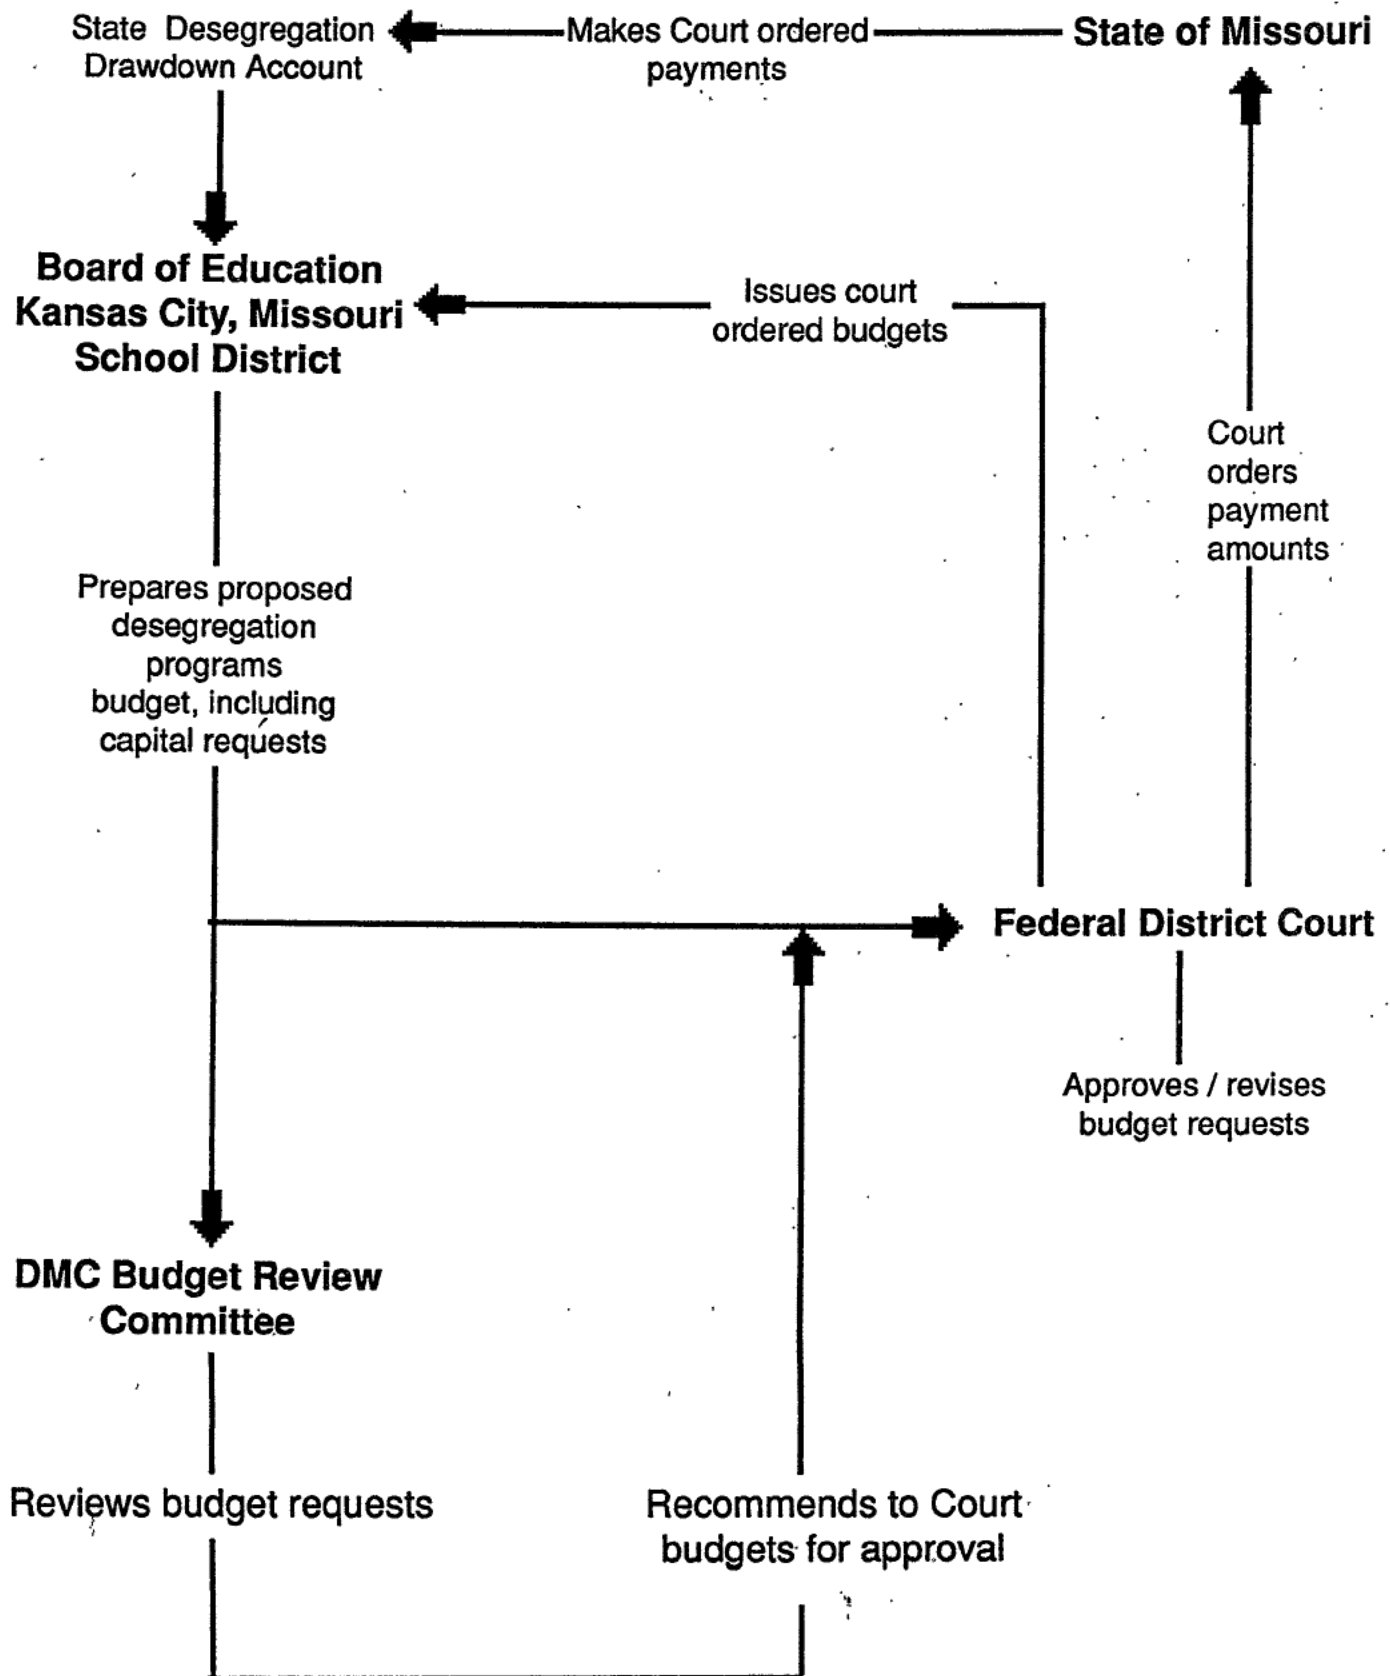 State Desegregation
Drawdown Account
Makes Court ordered
payments
State of Missouri
Board of Education
Kansas City, Missouri
School District
Issues court
ordered budgets
Court
orders
payment
amounts
Prepares proposed
desegregation
programs
budget, including
capital requests
Federal District Court
Approves / revises
budget requests
DMC Budget Review
Committee
Reviews budget requests
Recommends to Court
budgets for approval